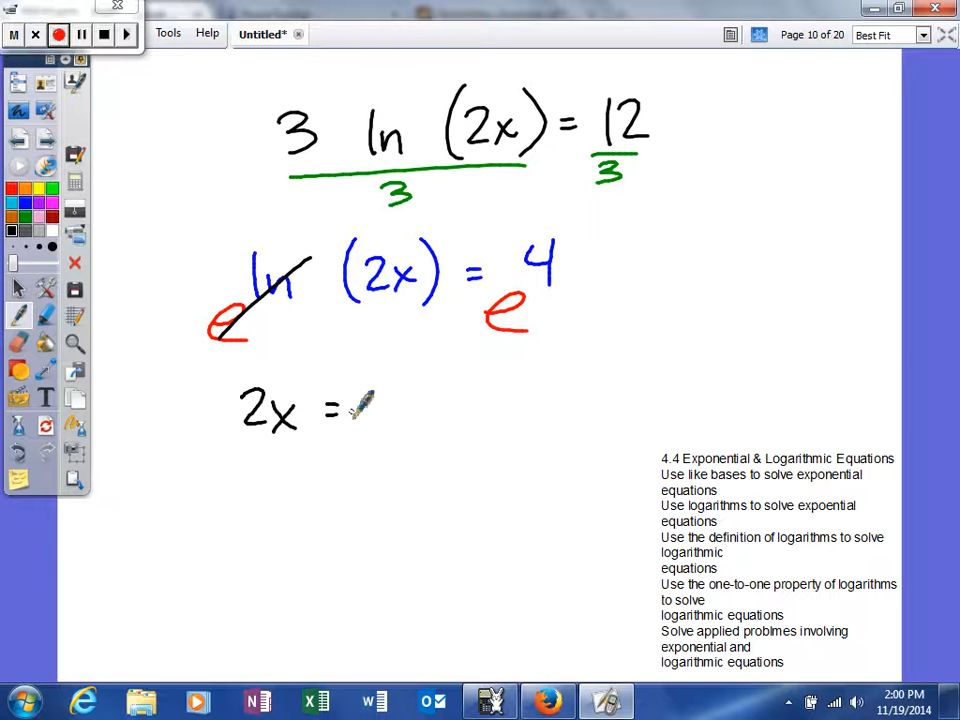 M
Tools Help Untitled* Page 10 of 20 Best Fit
3 ln (2x) = 12
3 3
ln (2x) = 4
e e
2x =
4.4 Exponential & Logarithmic Equations
Use like bases to solve exponential
equations
Use logarithms to solve expoential
equations
Use the definition of logarithms to solve
logarithmic
equations
Use the one-to-one property of logarithms
to solve
logarithmic equations
Solve applied problmes involving
exponential and
logarithmic equations
2:00 PM
11/19/2014